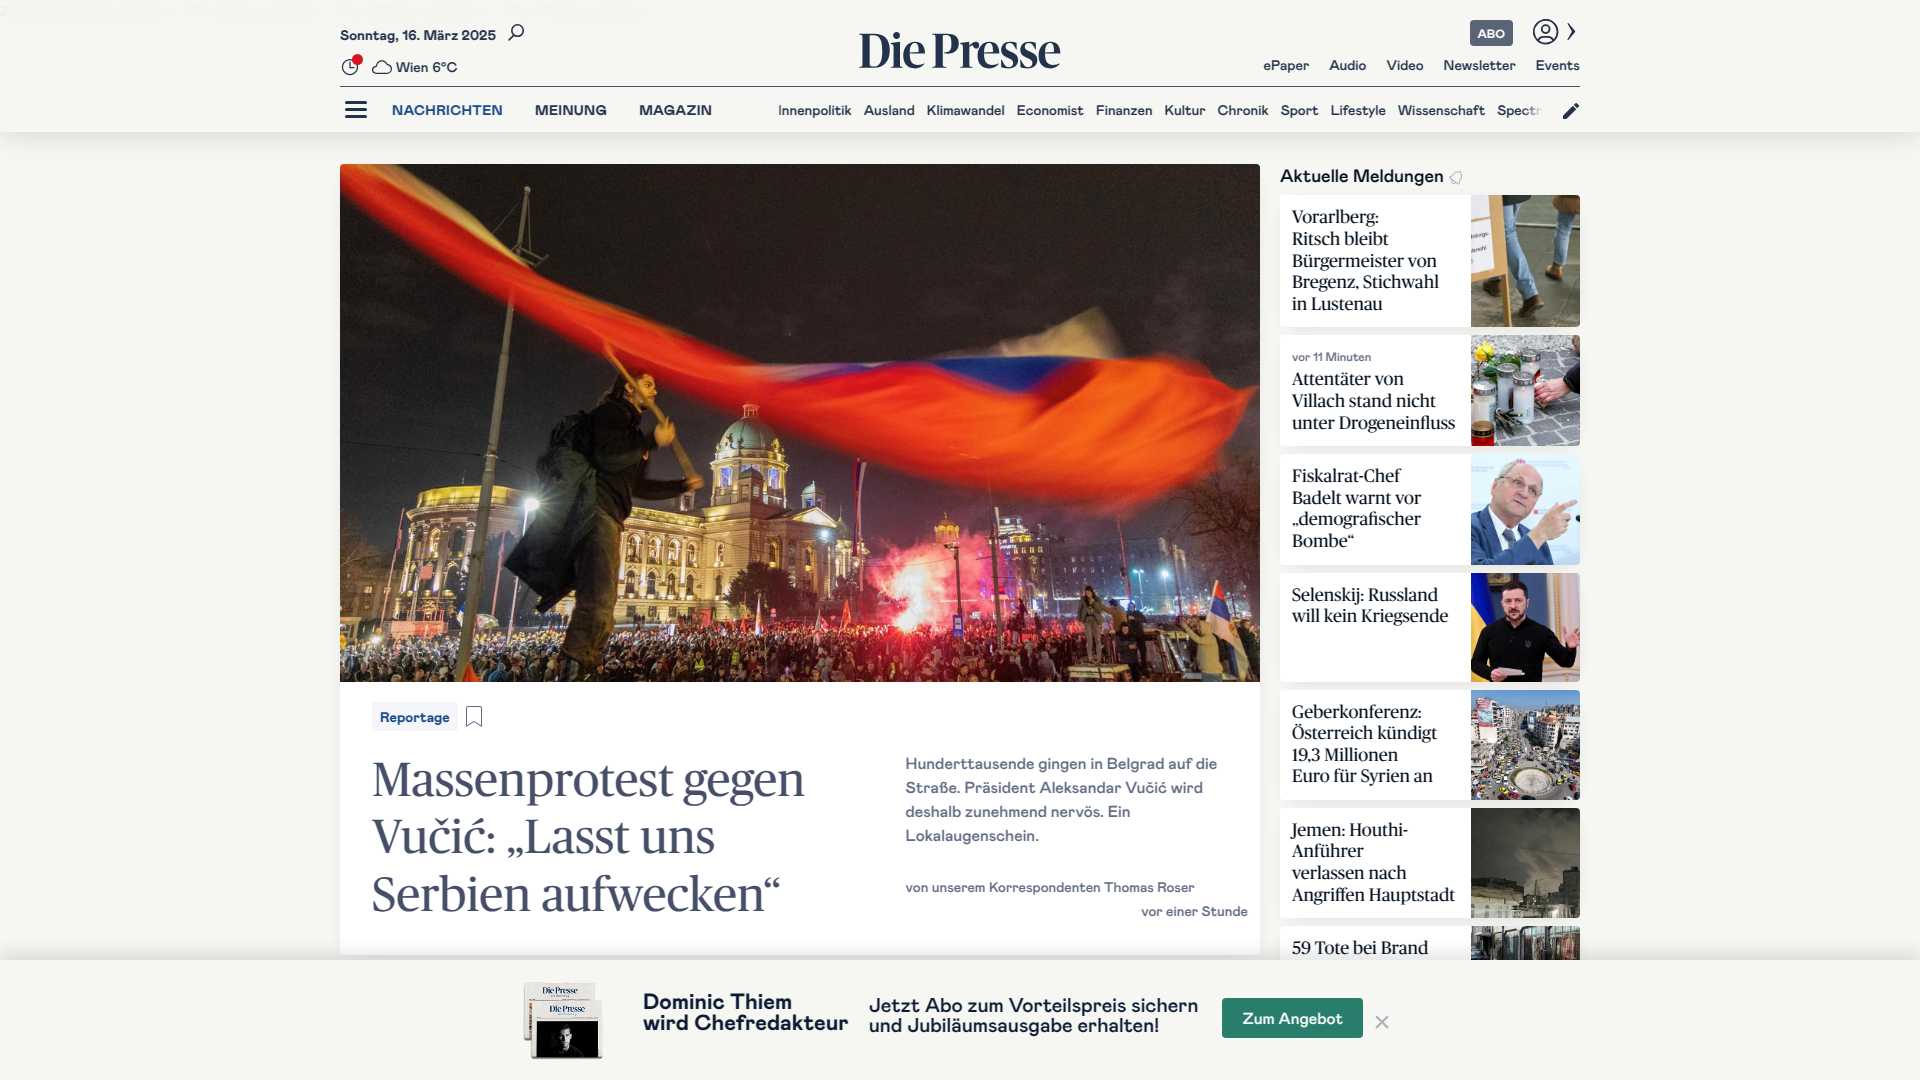 Sonntag, 16. März 2025
Wien 6°C
Die Presse
ABO
ePaper Audio Video Newsletter Events
NACHRICHTEN MEINUNG MAGAZIN
Innenpolitik Ausland Klimawandel Economist Finanzen Kultur Chronik Sport Lifestyle Wissenschaft Spectr
Reportage
Massenprotest gegen
Vučić: „Lasst uns
Serbien aufwecken“
Hunderttausende gingen in Belgrad auf die
Straße. Präsident Aleksandar Vučić wird
deshalb zunehmend nervös. Ein
Lokalaugenschein.
von unserem Korrespondenten Thomas Roser
vor einer Stunde
Aktuelle Meldungen
Vorarlberg:
Ritsch bleibt
Bürgermeister von
Bregenz, Stichwahl
in Lustenau
vor 11 Minuten
Attentäter von
Villach stand nicht
unter Drogeneinfluss
Fiskalrat-Chef
Badelt warnt vor
„demografischer
Bombe“
Selenskij: Russland
will kein Kriegsende
Geberkonferenz:
Österreich kündigt
19,3 Millionen
Euro für Syrien an
Jemen: Houthi-
Anführer
verlassen nach
Angriffen Hauptstadt
59 Tote bei Brand
Die Presse
Die Presse
Dominic Thiem
wird Chefredakteur
Jetzt Abo zum Vorteilspreis sichern
und Jubiläumsausgabe erhalten!
Zum Angebot